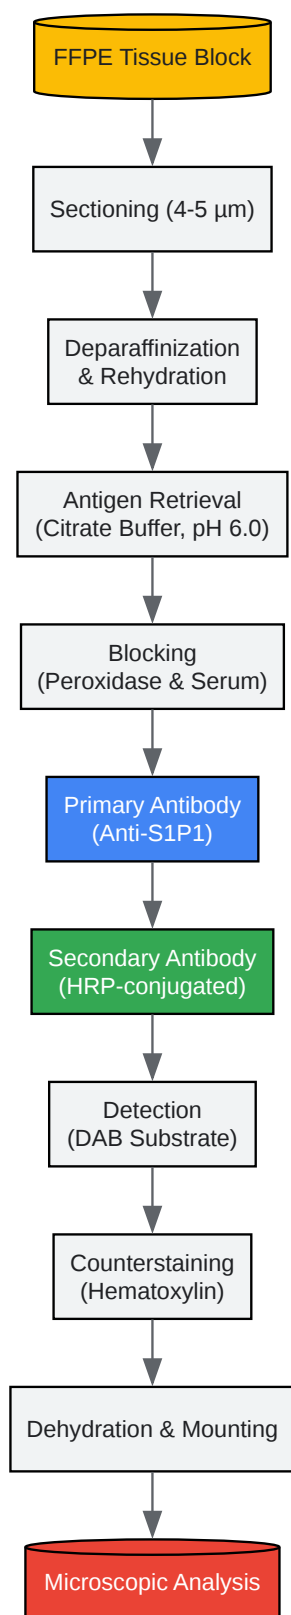 FFPE Tissue Block
Sectioning (4-5 µm)
Deparaffinization
& Rehydration
Antigen Retrieval
(Citrate Buffer, pH 6.0)
Blocking
(Peroxidase & Serum)
Primary Antibody
(Anti-S1P1)
Secondary Antibody
(HRP-conjugated)
Detection
(DAB Substrate)
Counterstaining
(Hematoxylin)
Dehydration & Mounting
Microscopic Analysis